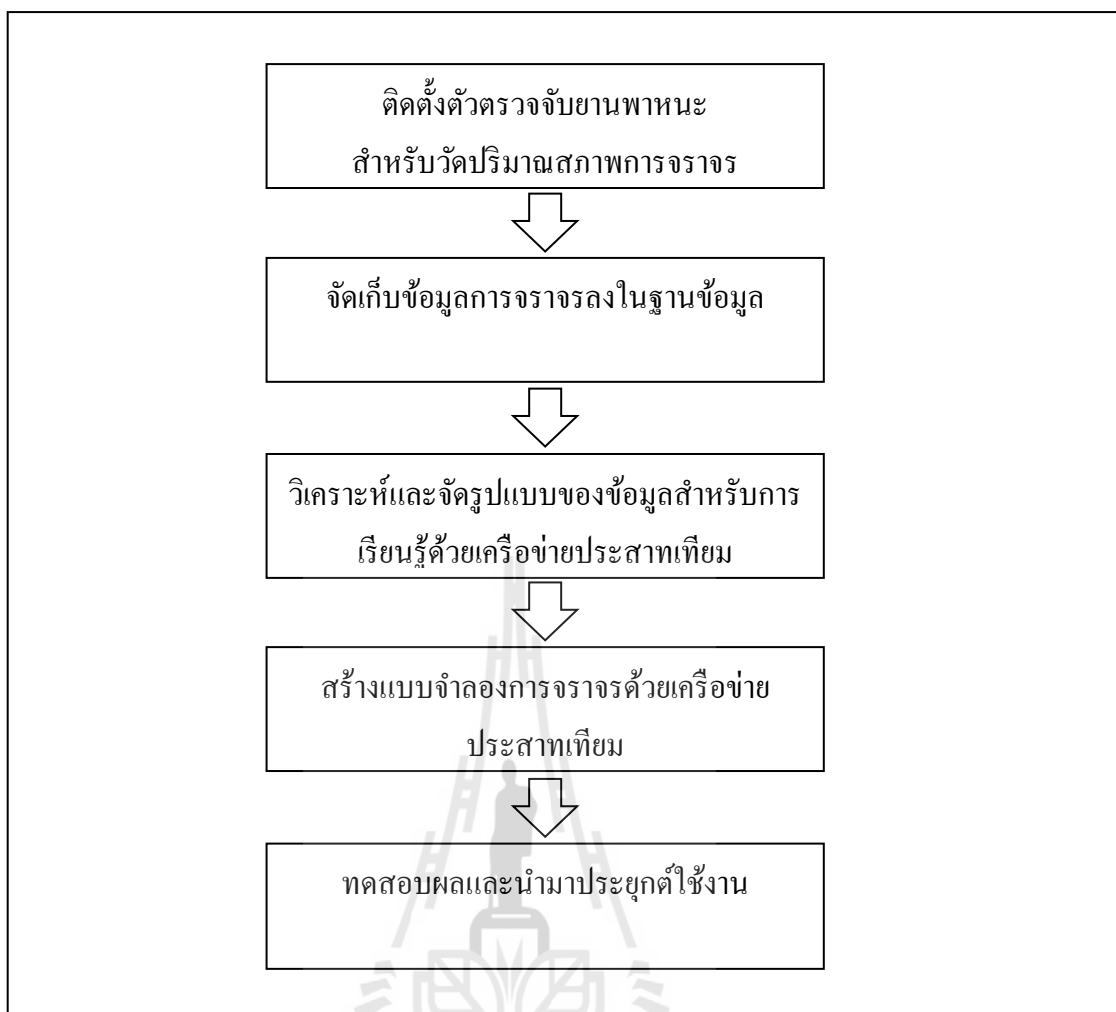 ติดตั้งตัวตรวจจับยานพาหนะ
สำหรับวัดปริมาณสภาพการจราจร
จัดเก็บข้อมูลการจราจรลงในฐานข้อมูล
วิเคราะห์และจัดรูปแบบของข้อมูลสำหรับการ
เรียนรู้ด้วยเครือข่ายประสาทเทียม
สร้างแบบจำลองการจราจรด้วยเครือข่าย
ประสาทเทียม
ทดสอบผลและนำมาประยุกต์ใช้งาน